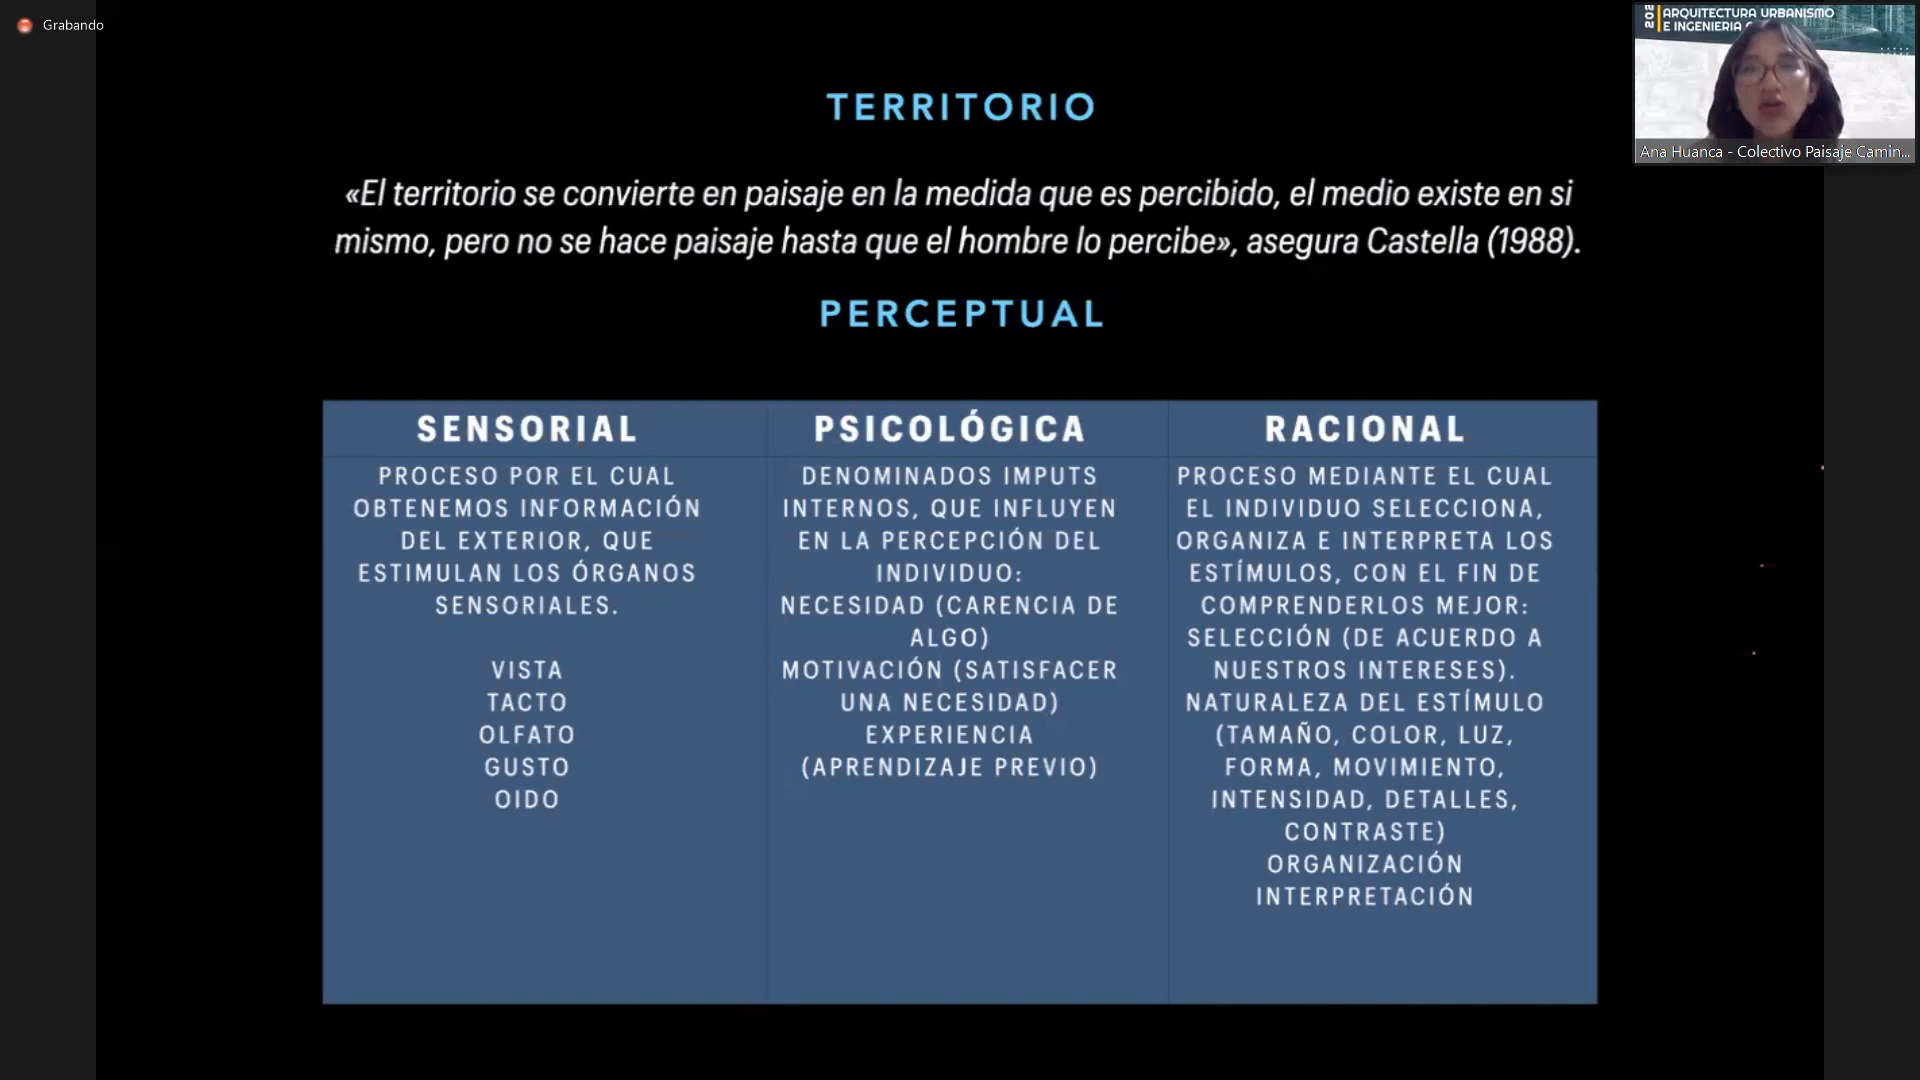 Grabando
202
ARQUITECTURA URBANISMO
E INGENIERIA
Ana Huanca - Colectivo Paisaje Camin...
TERRITORIO
«El territorio se convierte en paisaje en la medida que es percibido, el medio existe en si
mismo, pero no se hace paisaje hasta que el hombre lo percibe», asegura Castella (1988).
PERCEPTUAL
SENSORIAL
PROCESO POR EL CUAL
OBTENEMOS INFORMACIÓN
DEL EXTERIOR, QUE
ESTIMULAN LOS ÓRGANOS
SENSORIALES.
VISTA
TACTO
OLFATO
GUSTO
OIDO
PSICOLÓGICA
DENOMINADOS IMPUTS
INTERNOS, QUE INFLUYEN
EN LA PERCEPCIÓN DEL
INDIVIDUO:
NECESIDAD (CARENCIA DE
ALGO)
MOTIVACIÓN (SATISFACER
UNA NECESIDAD)
EXPERIENCIA
(APRENDIZAJE PREVIO)
RACIONAL
PROCESO MEDIANTE EL CUAL
EL INDIVIDUO SELECCIONA,
ORGANIZA E INTERPRETA LOS
ESTÍMULOS, CON EL FIN DE
COMPRENDERLOS MEJOR:
SELECCIÓN (DE ACUERDO A
NUESTROS INTERESES).
NATURALEZA DEL ESTÍMULO
(TAMAÑO, COLOR, LUZ,
FORMA, MOVIMIENTO,
INTENSIDAD, DETALLES,
CONTRASTE)
ORGANIZACIÓN
INTERPRETACIÓN